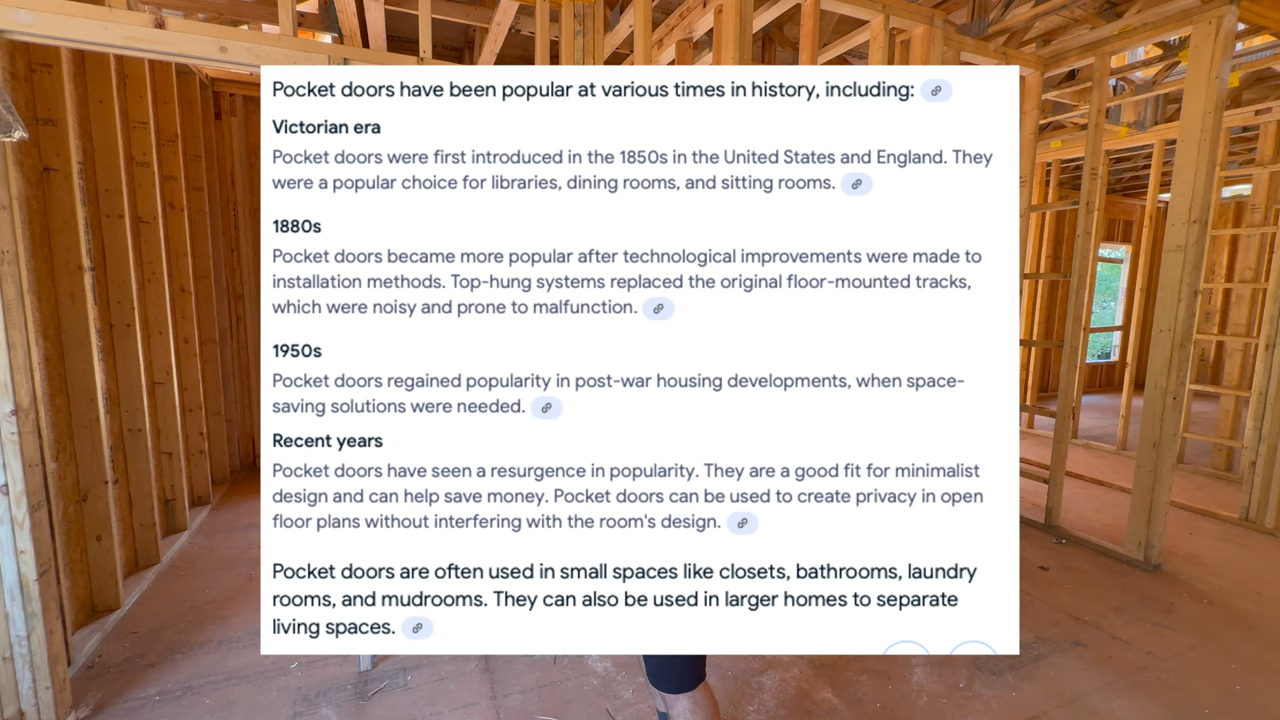 Pocket doors have been popular at various times in history, including:
Victorian era
Pocket doors were first introduced in the 1850s in the United States and England. They
were a popular choice for libraries, dining rooms, and sitting rooms.
1880s
Pocket doors became more popular after technological improvements were made to
installation methods. Top-hung systems replaced the original floor-mounted tracks,
which were noisy and prone to malfunction.
1950s
Pocket doors regained popularity in post-war housing developments, when space-
saving solutions were needed.
Recent years
Pocket doors have seen a resurgence in popularity. They are a good fit for minimalist
design and can help save money. Pocket doors can be used to create privacy in open
floor plans without interfering with the room's design.
Pocket doors are often used in small spaces like closets, bathrooms, laundry
rooms, and mudrooms. They can also be used in larger homes to separate
living spaces.